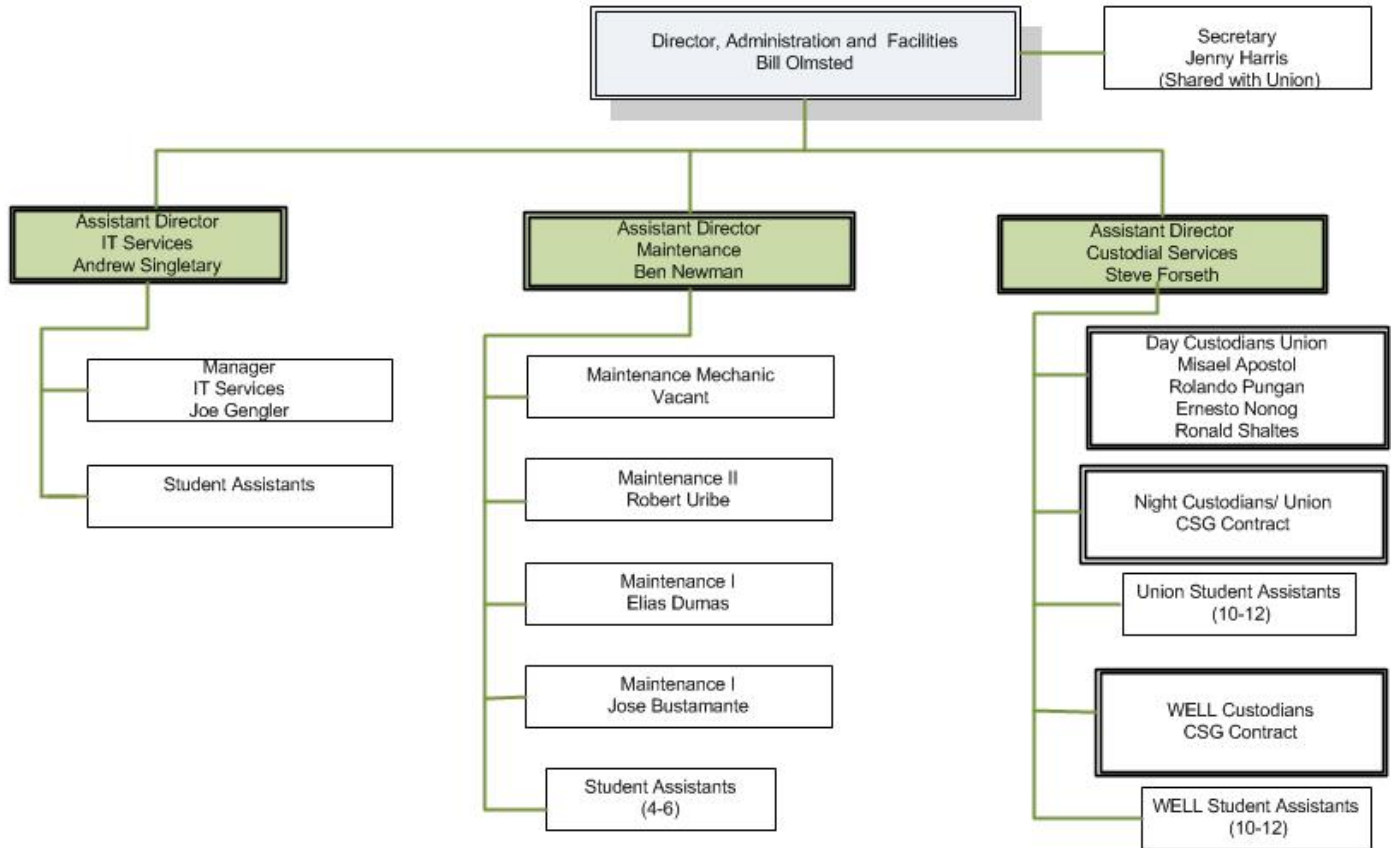 Director, Administration and Facilities
Bill Olmsted
Secretary
Jenny Harris
(Shared with Union)
Assistant Director
IT Services
Andrew Singletary
Manager
IT Services
Joe Gengler
Student Assistants
Assistant Director
Maintenance
Ben Newman
Maintenance Mechanic
Vacant
Maintenance II
Robert Uribe
Maintenance I
Elias Dumas
Maintenance I
Jose Bustamante
Student Assistants
(4-6)
Assistant Director
Custodial Services
Steve Forseth
Day Custodians Union
Misael Apostol
Rolando Pungan
Ernesto Nonog
Ronald Shaltes
Night Custodians/ Union
CSG Contract
Union Student Assistants
(10-12)
WELL Custodians
CSG Contract
WELL Student Assistants
(10-12)